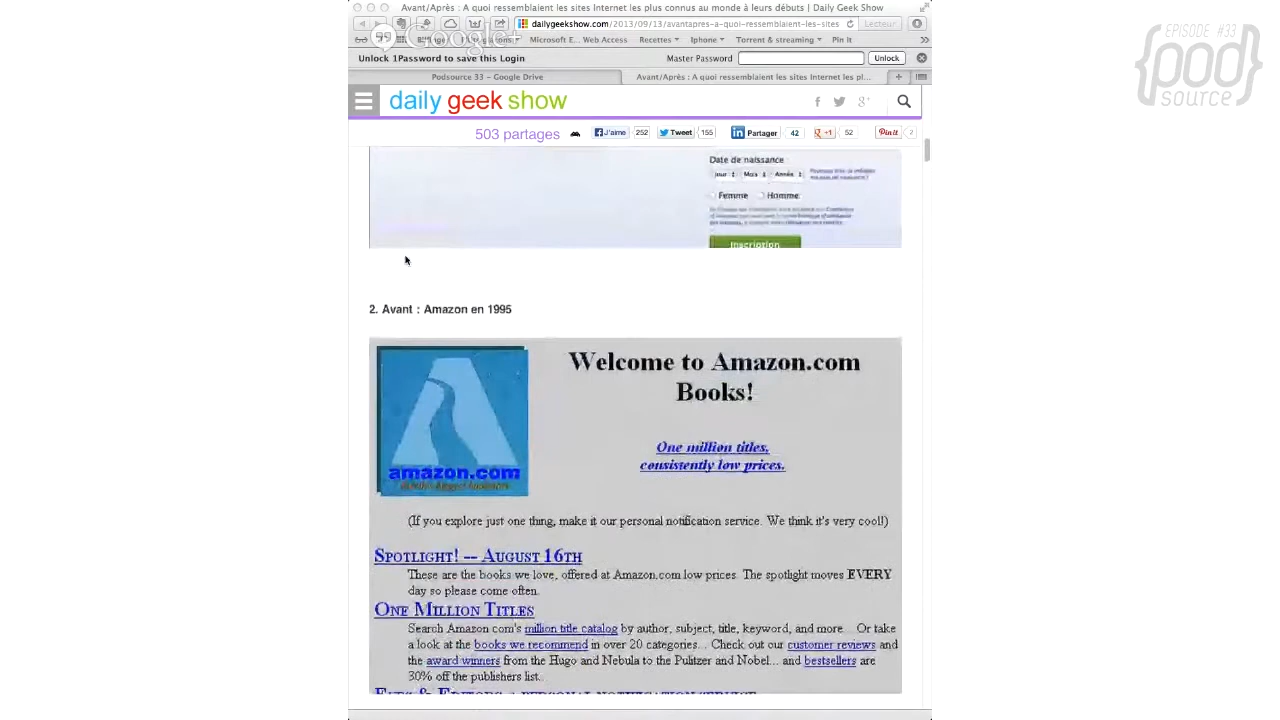 Avant/Après : A quoi ressemblaient les sites Internet les plus connus au monde à leurs débuts | Daily Geek Show
dailygeekshow.com/2013/09/13/avantapres-a-quoi-ressemblaient-les-sites
Lecteur
Google+
Microsoft E... Web Access
Recettes
Iphone
Torrent & streaming
Pin It
Unlock 1Password to save this Login
Master Password
Unlock
Podsource 33 – Google Drive
Avant/Après : A quoi ressemblaient les sites Internet les pl...
daily geek show
503 partages
J'aime 252
Tweet 155
Partager 42
+1 52
Pin it 2
Date de naissance
Jour Mois Année
Femme Homme
Inscription
2. Avant : Amazon en 1995
amazon.com
Welcome to Amazon.com
Books!
One million titles,
consistently low prices.
(If you explore just one thing, make it our personal notification service. We think it's very cool!)
SPOTLIGHT! -- AUGUST 16TH
These are the books we love, offered at Amazon.com low prices. The spotlight moves EVERY
day so please come often.
ONE MILLION TITLES
Search Amazon.com's million title catalog by author, subject, title, keyword, and more... Or take
a look at the books we recommend in over 20 categories... Check out our customer reviews and
the award winners from the Hugo and Nebula to the Pulitzer and Nobel... and bestsellers are
30% off the publishers list...
EYES & EDITORS, A PERSONAL NOTIFICATION SERVICE
EPISODE #33
{pod
source}